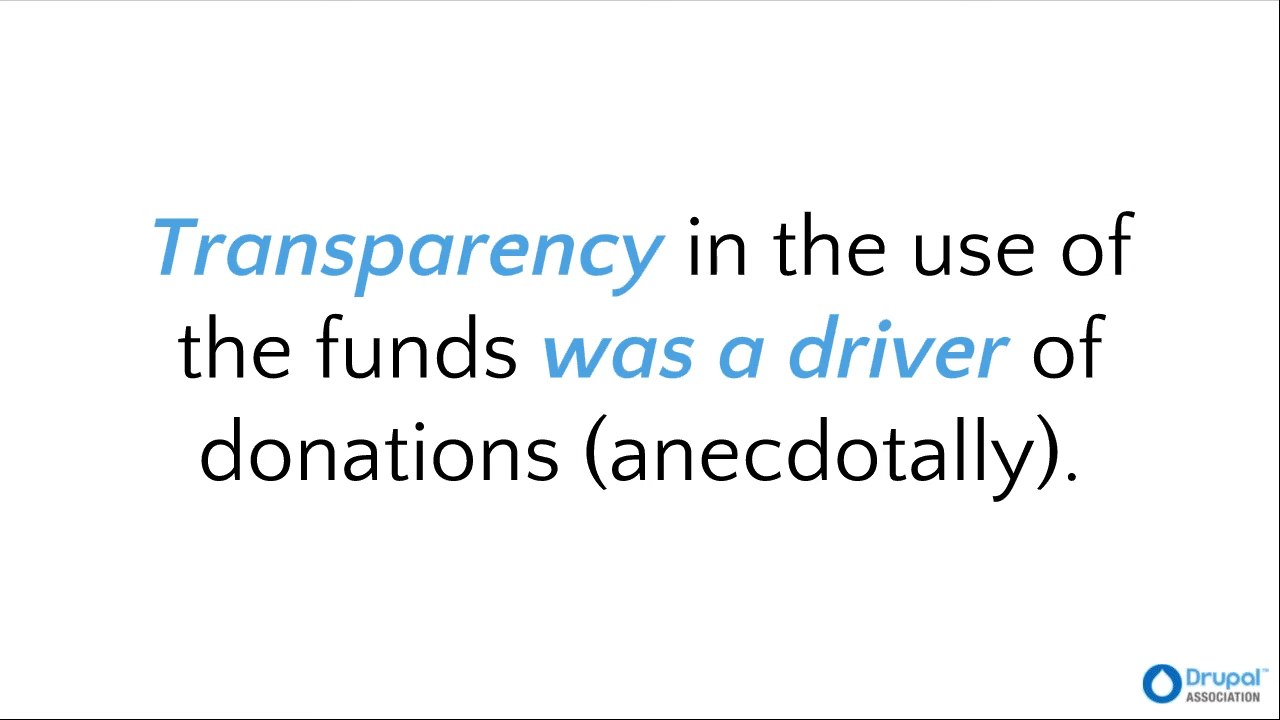 Transparency in the use of
the funds was a driver of
donations (anecdotally).
Drupal™
ASSOCIATION